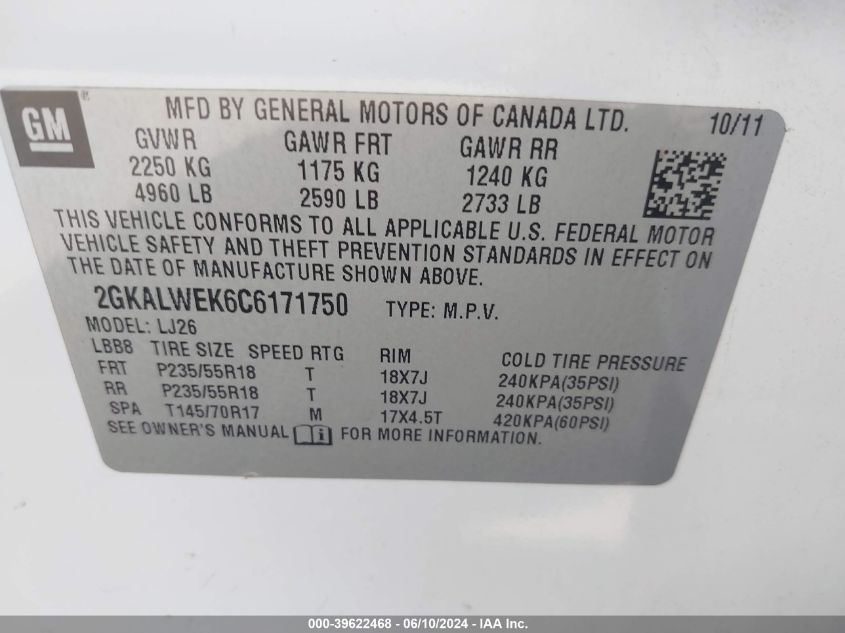 GM®
MFD BY GENERAL MOTORS OF CANADA LTD. 10/11
GVWR GAWR FRT GAWR RR
2250 KG 1175 KG 1240 KG
4960 LB 2590 LB 2733 LB
THIS VEHICLE CONFORMS TO ALL APPLICABLE U.S. FEDERAL MOTOR
VEHICLE SAFETY AND THEFT PREVENTION STANDARDS IN EFFECT ON
THE DATE OF MANUFACTURE SHOWN ABOVE.
2GKALWEK6C6171750 TYPE: M.P.V.
MODEL: LJ26
LBB8 TIRE SIZE SPEED RTG RIM COLD TIRE PRESSURE
FRT P235/55R18 T 18X7J 240KPA(35PSI)
RR P235/55R18 T 18X7J 240KPA(35PSI)
SPA T145/70R17 M 17X4.5T 420KPA(60PSI)
SEE OWNER'S MANUAL i FOR MORE INFORMATION.
000-39622468 - 06/10/2024 - IAA Inc.